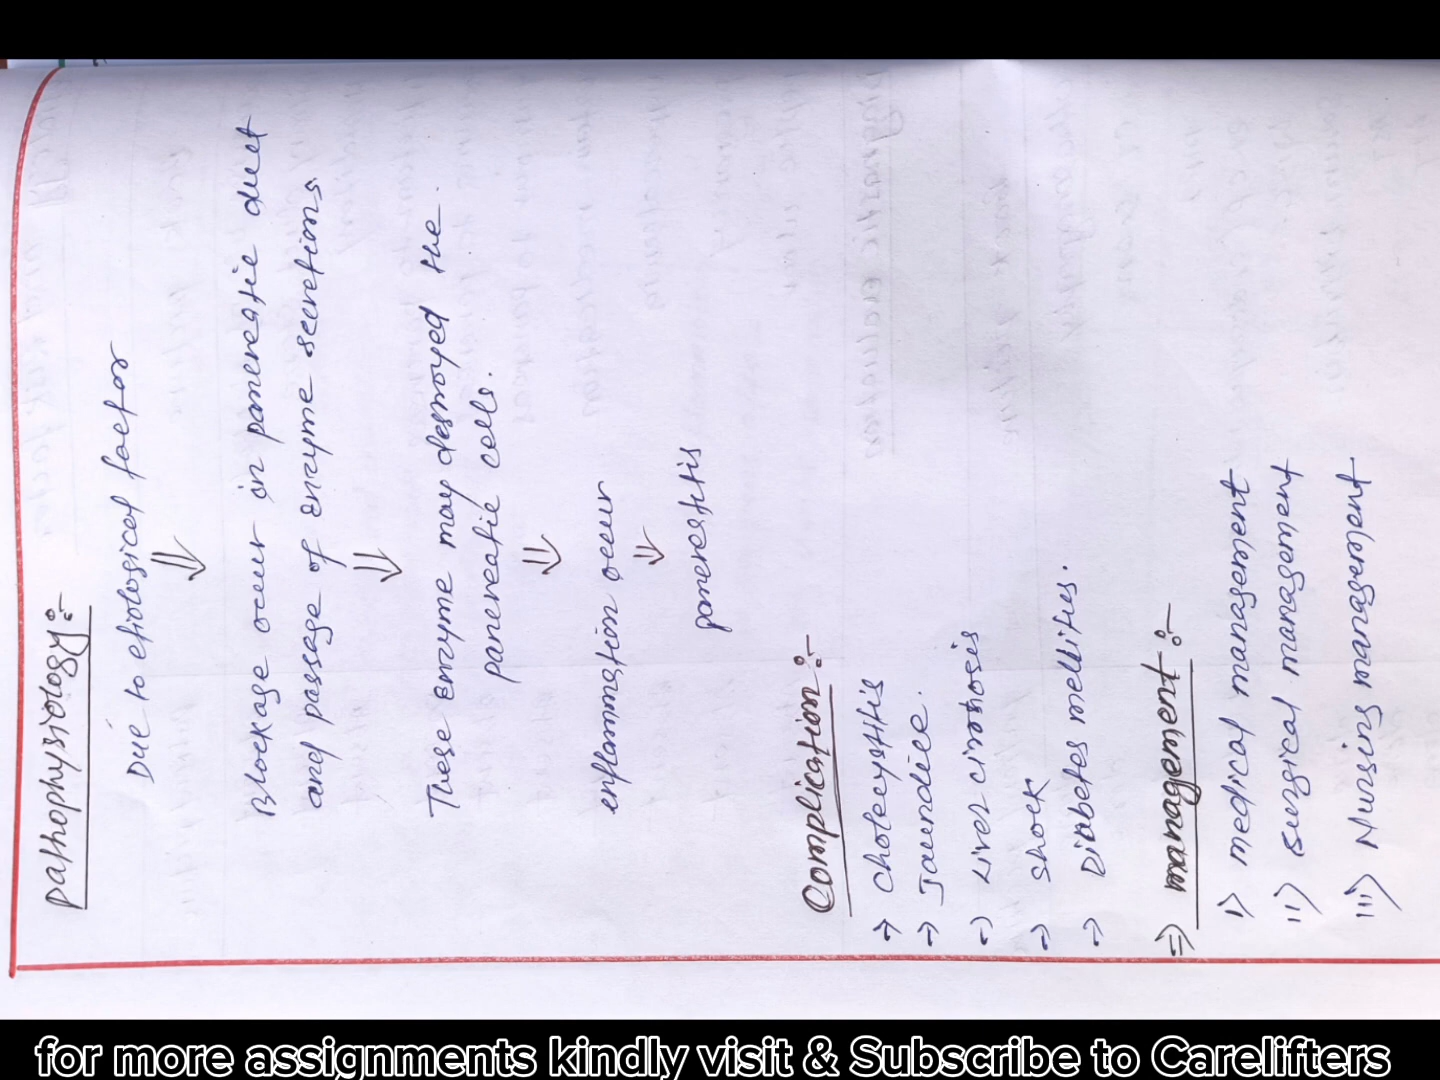 pathophysiology:-
Due to etiological factor
⇓
Blockage occur in pancreatic duct
and passage of enzyme secretions
⇓
These enzyme may destroyed the
pancreatic cells.
⇓
inflammation occur
⇓
pancreatitis
Complication:-
→ cholecystitis
→ Jaundice.
→ Liver cirrhosis
→ Shock
→ Diabetes mellitus.
⇒ management:-
i) medical management
ii) surgical management
iii) Nursing management
for more assignments kindly visit & Subscribe to Carelifters